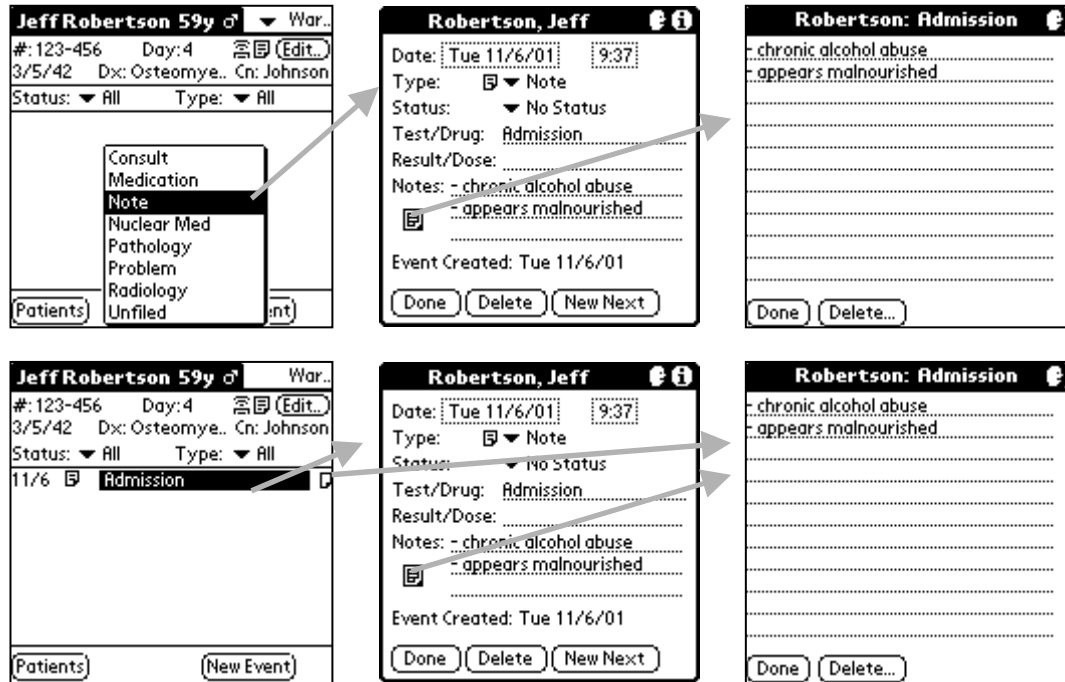 Jeff Robertson 59y ♂ ▼ War..
#: 123-456 Day: 4 (Edit..)
3/5/42 Dx: Osteomye.. Cn: Johnson
Status: ▼ All Type: ▼ All
Consult
Medication
Note
Nuclear Med
Pathology
Problem
Radiology
Unfiled
Patients ent
Robertson, Jeff
Date: Tue 11/6/01 9:37
Type: ▼ Note
Status: ▼ No Status
Test/Drug: Admission
Result/Dose:
Notes: - chronic alcohol abuse
- appears malnourished
Event Created: Tue 11/6/01
Done Delete New Next
Robertson: Admission
- chronic alcohol abuse
- appears malnourished
Done Delete...
Jeff Robertson 59y ♂ War..
#: 123-456 Day: 4 (Edit..)
3/5/42 Dx: Osteomye.. Cn: Johnson
Status: ▼ All Type: ▼ All
11/6 Admission
Patients New Event
Robertson, Jeff
Date: Tue 11/6/01 9:37
Type: ▼ Note
Status: ▼ No Status
Test/Drug: Admission
Result/Dose:
Notes: - chronic alcohol abuse
- appears malnourished
Event Created: Tue 11/6/01
Done Delete New Next
Robertson: Admission
- chronic alcohol abuse
- appears malnourished
Done Delete...